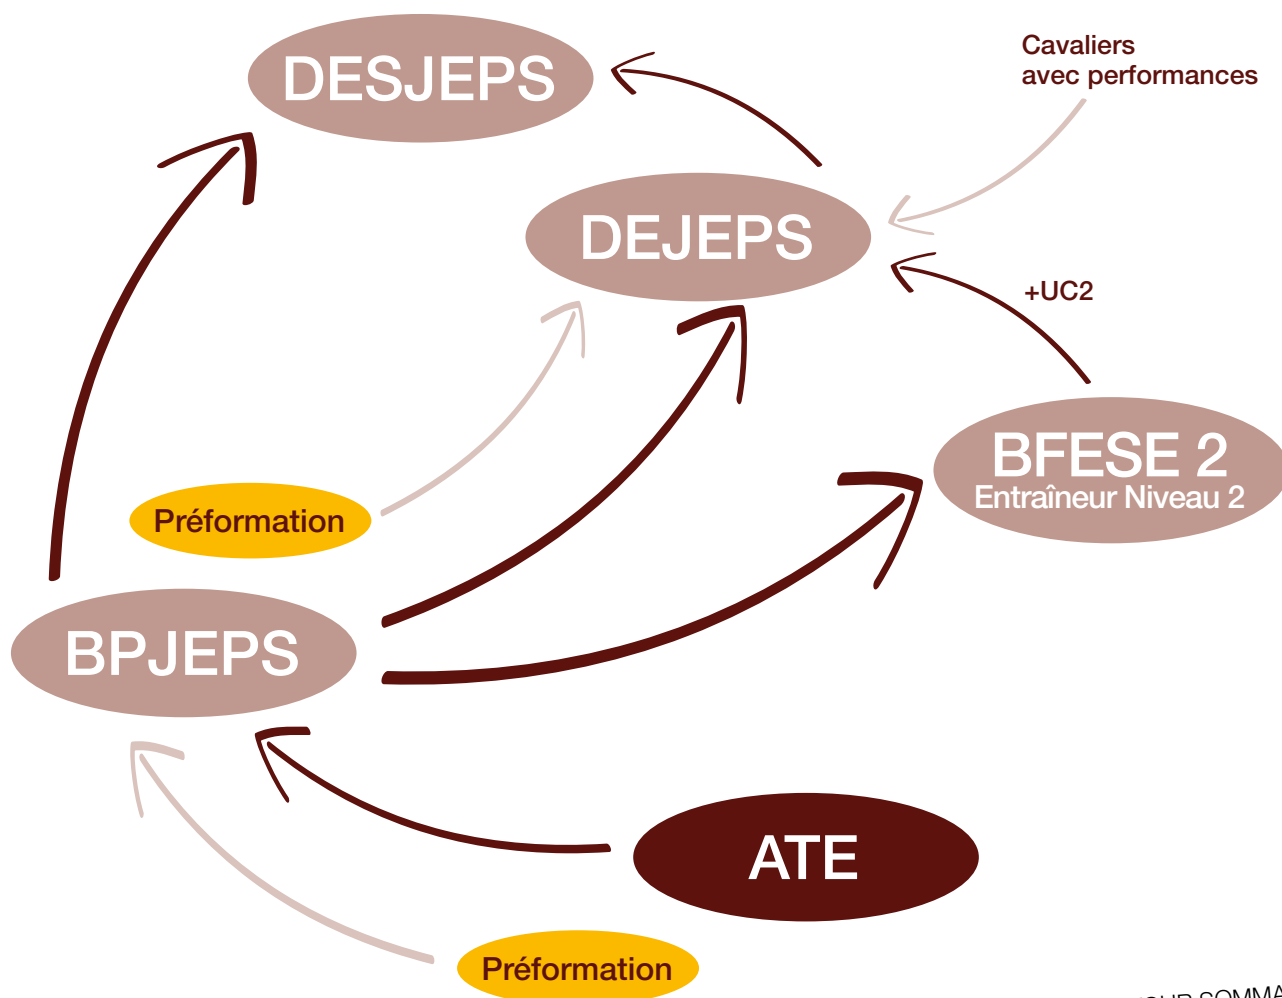 Cavaliers
avec performances
DESJEPS
DEJEPS
+UC2
BFESE 2
Entraîneur Niveau 2
Préformation
BPJEPS
ATE
Préformation